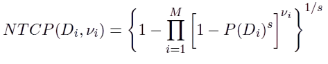 NTCP(D_i, ν_i) = { 1 − ∏_{i=1}^{M} [ 1 − P(D_i)^s ]^{ν_i} }^{1/s}